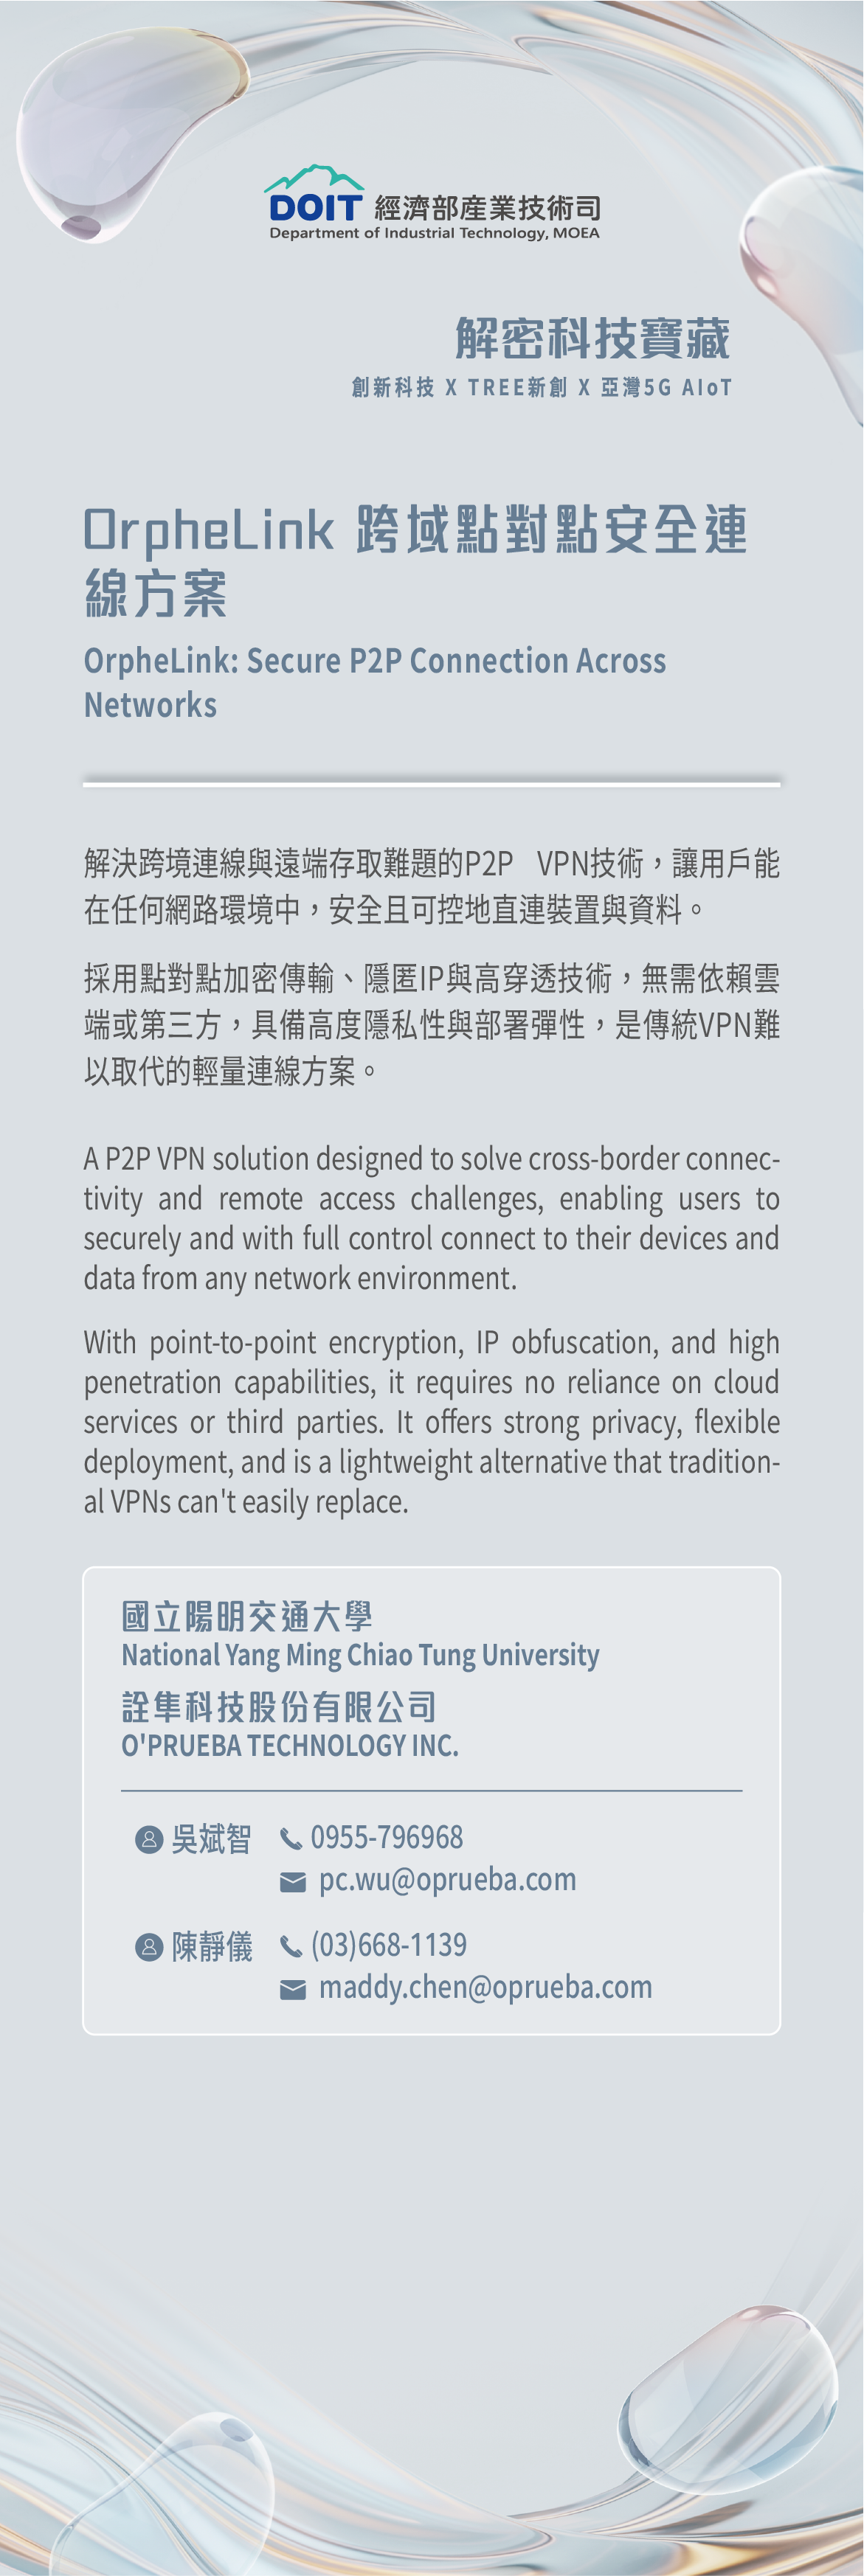 DOIT 經濟部產業技術司
Department of Industrial Technology, MOEA
解密科技寶藏
創新科技 X TREE新創 X 亞灣5G AIoT
OrpheLink 跨域點對點安全連
線方案
OrpheLink: Secure P2P Connection Across
Networks
解決跨境連線與遠端存取難題的P2P VPN技術，讓用戶能
在任何網路環境中，安全且可控地直連裝置與資料。
採用點對點加密傳輸、隱匿IP與高穿透技術，無需依賴雲
端或第三方，具備高度隱私性與部署彈性，是傳統VPN難
以取代的輕量連線方案。
A P2P VPN solution designed to solve cross-border connec-
tivity and remote access challenges, enabling users to
securely and with full control connect to their devices and
data from any network environment.
With point-to-point encryption, IP obfuscation, and high
penetration capabilities, it requires no reliance on cloud
services or third parties. It offers strong privacy, flexible
deployment, and is a lightweight alternative that tradition-
al VPNs can't easily replace.
國立陽明交通大學
National Yang Ming Chiao Tung University
詮隼科技股份有限公司
O'PRUEBA TECHNOLOGY INC.
吳斌智 0955-796968
pc.wu@oprueba.com
陳靜儀 (03)668-1139
maddy.chen@oprueba.com